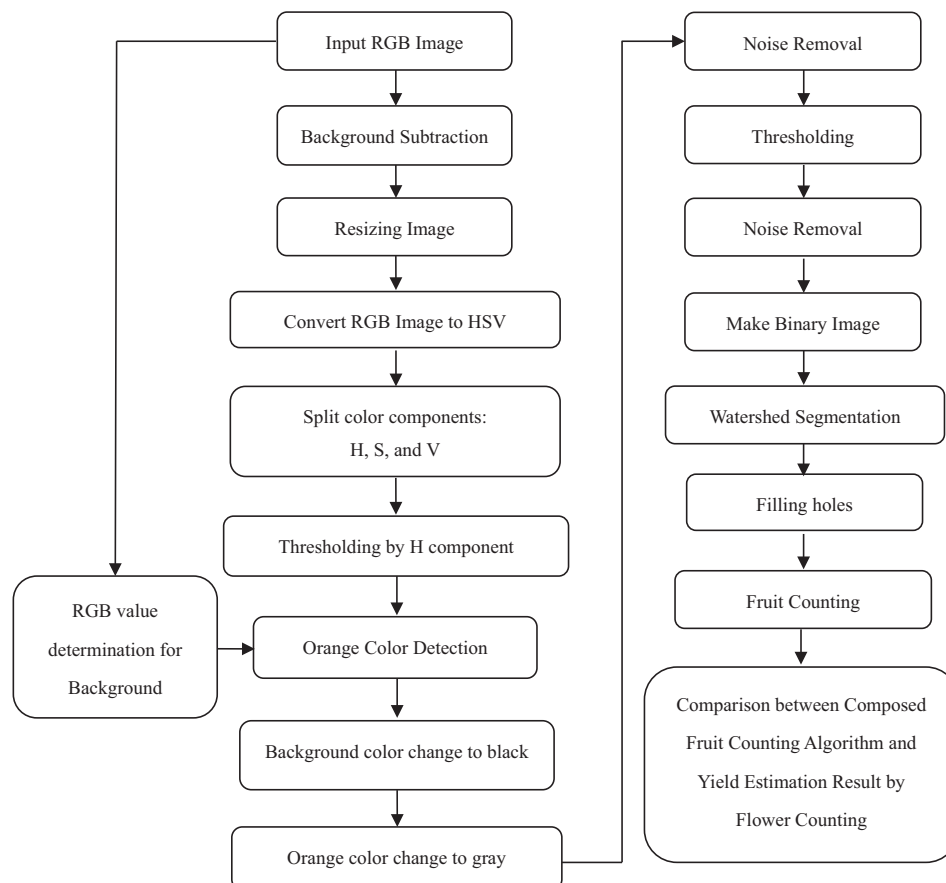 Input RGB Image
Background Subtraction
Resizing Image
Convert RGB Image to HSV
Split color components:
H, S, and V
Thresholding by H component
RGB value
determination for
Background
Orange Color Detection
Background color change to black
Orange color change to gray
Noise Removal
Thresholding
Noise Removal
Make Binary Image
Watershed Segmentation
Filling holes
Fruit Counting
Comparison between Composed
Fruit Counting Algorithm and
Yield Estimation Result by
Flower Counting